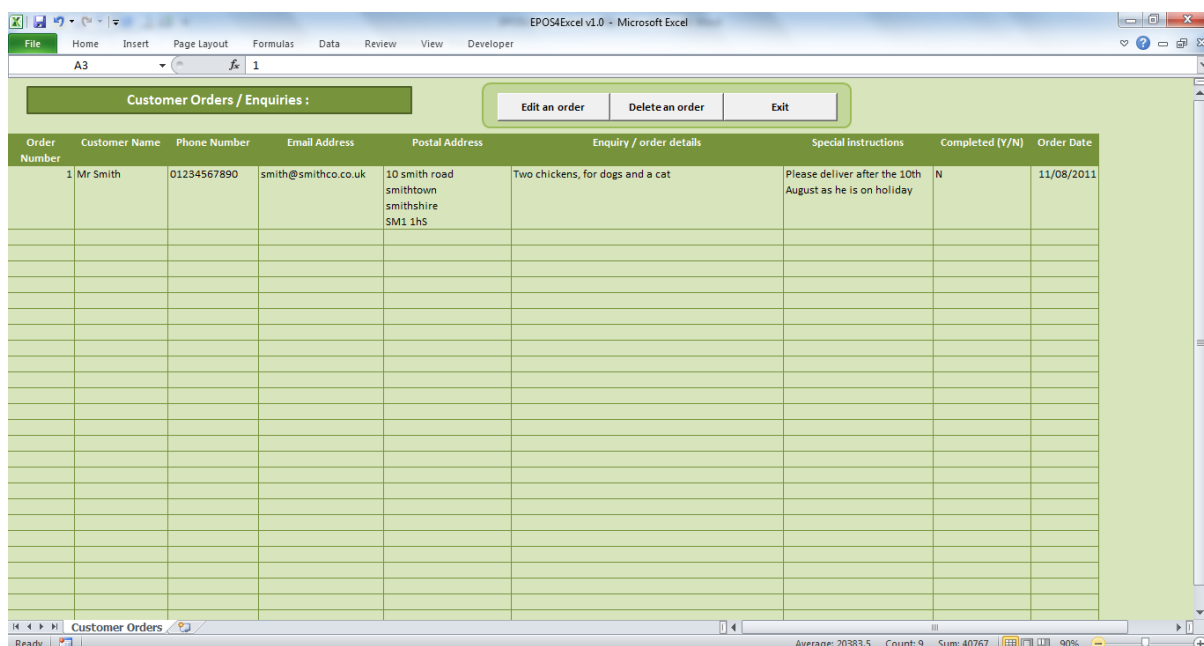 EPOS4Excel v1.0 - Microsoft Excel
File Home Insert Page Layout Formulas Data Review View Developer
A3 fx 1
Customer Orders / Enquiries :
Edit an order Delete an order Exit
Order Number Customer Name Phone Number Email Address Postal Address Enquiry / order details Special instructions Completed (Y/N) Order Date
1 Mr Smith 01234567890 smith@smithco.co.uk 10 smith road Two chickens, for dogs and a cat Please deliver after the 10th N 11/08/2011
smithtown August as he is on holiday
smithshire
SM1 1hS
Customer Orders
Ready Average: 20383.5 Count: 9 Sum: 40767 90%